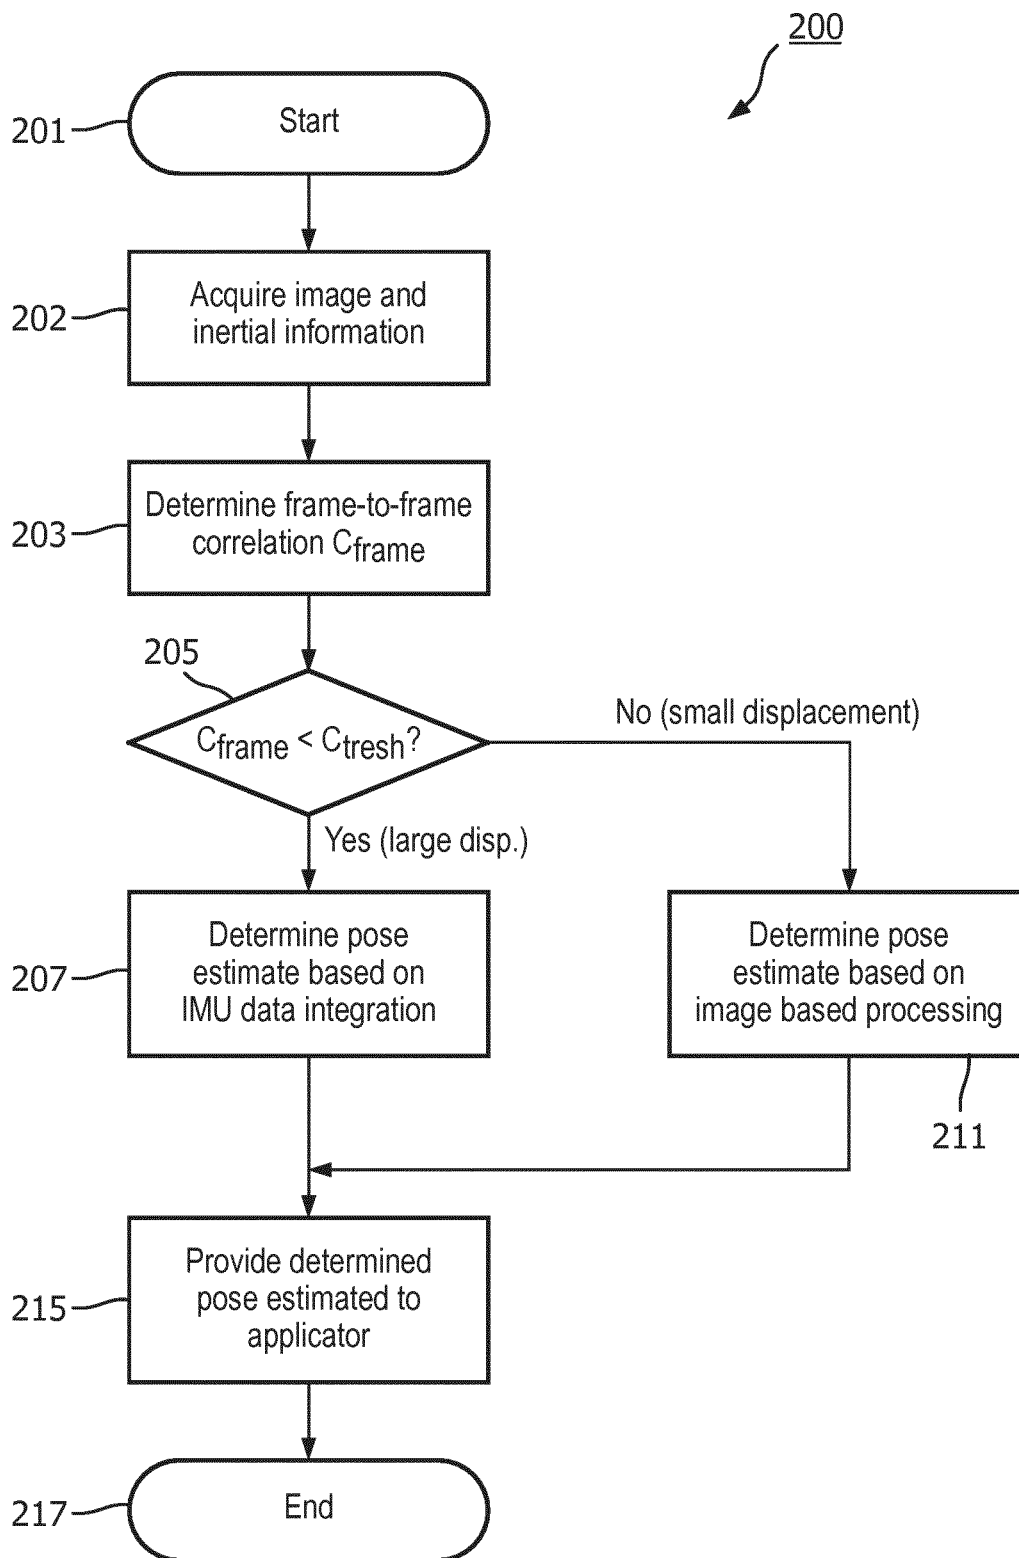 200
201
Start
202
Acquire image and
inertial information
203
Determine frame-to-frame
correlation Cframe
205
Cframe < Ctresh?
No (small displacement)
Yes (large disp.)
207
Determine pose
estimate based on
IMU data integration
Determine pose
estimate based on
image based processing
211
215
Provide determined
pose estimated to
applicator
217
End